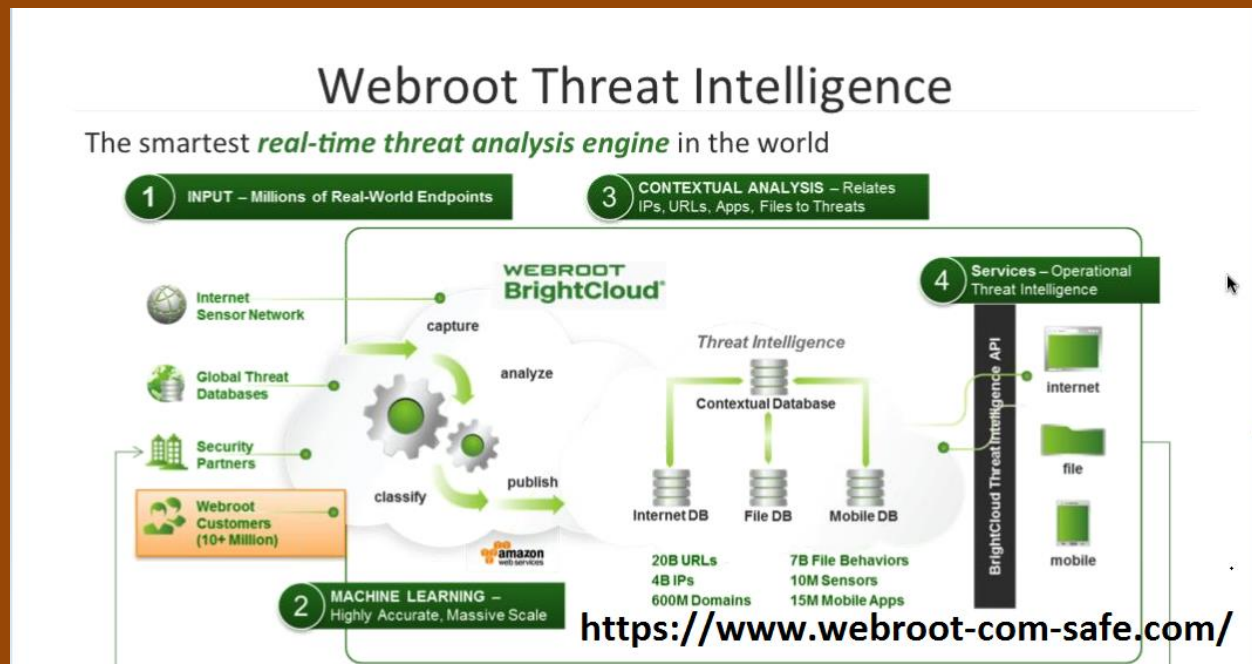 Webroot Threat Intelligence
The smartest real-time threat analysis engine in the world
1 INPUT – Millions of Real-World Endpoints
3 CONTEXTUAL ANALYSIS – Relates
IPs, URLs, Apps, Files to Threats
4 Services – Operational
Threat Intelligence
WEBROOT
BrightCloud®
Internet
Sensor Network
Global Threat
Databases
Security
Partners
Webroot
Customers
(10+ Million)
capture
analyze
classify
publish
amazon
web services
2 MACHINE LEARNING –
Highly Accurate, Massive Scale
Threat Intelligence
Contextual Database
Internet DB
File DB
Mobile DB
20B URLs
4B IPs
600M Domains
7B File Behaviors
10M Sensors
15M Mobile Apps
BrightCloud Threat Intelligence API
internet
file
mobile
https://www.webroot-com-safe.com/